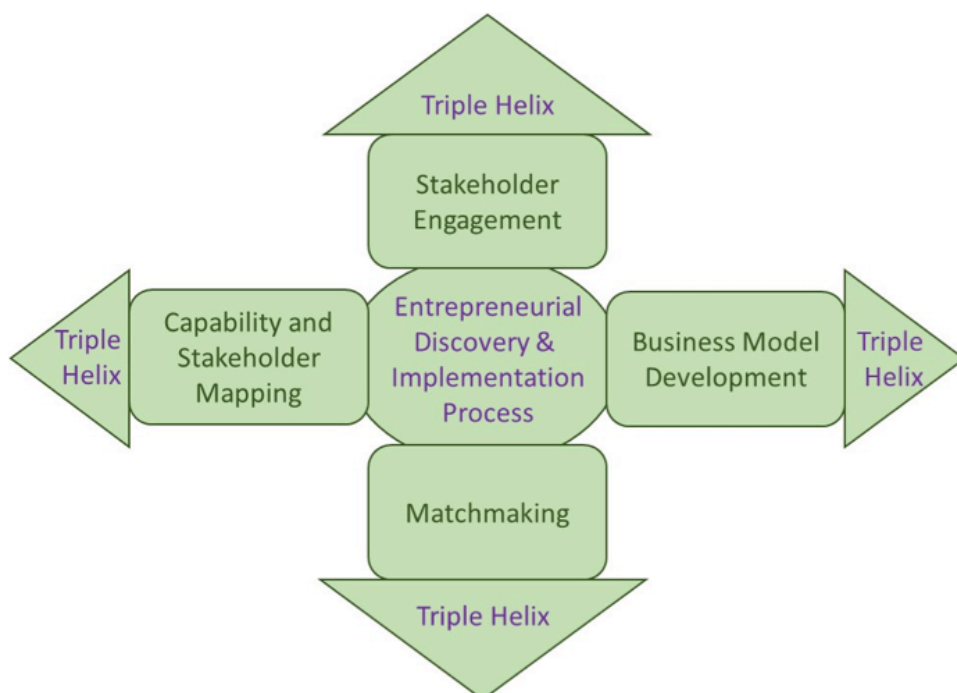 Triple Helix
Stakeholder
Engagement
Triple
Helix
Capability and
Stakeholder
Mapping
Entrepreneurial
Discovery &
Implementation
Process
Business Model
Development
Triple
Helix
Matchmaking
Triple Helix